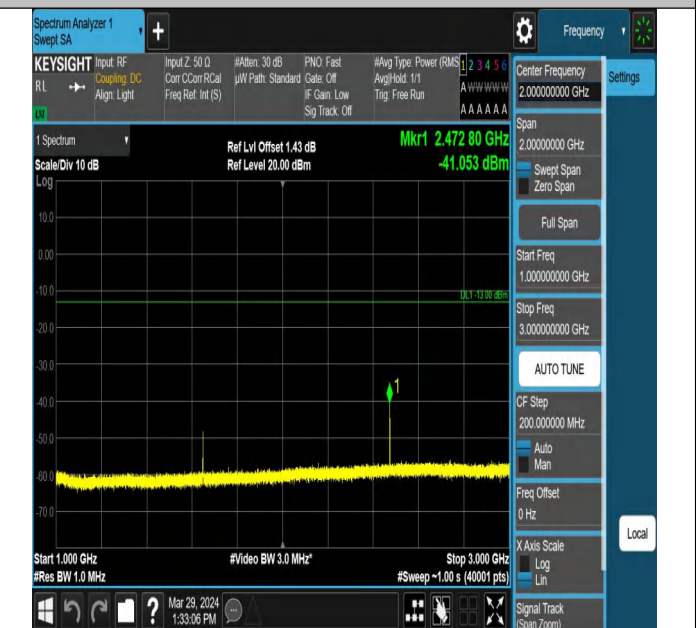 Spectrum Analyzer 1
Swept SA
+
Frequency
KEYSIGHT
RL
LXI
Input: RF
Coupling: DC
Align: Light
Input Z: 50 Ω
Corr CCorr RCal
Freq Ref: Int (S)
#Atten: 30 dB
µW Path: Standard
PNO: Fast
Gate: Off
IF Gain: Low
Sig Track: Off
#Avg Type: Power (RMS
Avg|Hold: 1/1
Trig: Free Run
1 2 3 4 5 6
A W W W W W
A A A A A A
Center Frequency
2.000000000 GHz
Settings
Span
2.00000000 GHz
Swept Span
Zero Span
Full Span
Start Freq
1.000000000 GHz
Stop Freq
3.000000000 GHz
AUTO TUNE
CF Step
200.000000 MHz
Auto
Man
Freq Offset
0 Hz
X Axis Scale
Log
Lin
Signal Track
(Span Zoom)
Local
1 Spectrum
Scale/Div 10 dB
Log
Ref Lvl Offset 1.43 dB
Ref Level 20.00 dBm
Mkr1 2.472 80 GHz
-41.053 dBm
10.0
0.00
-10.0
-20.0
-30.0
-40.0
-50.0
-60.0
-70.0
DL1 -13.00 dBm
1
Start 1.000 GHz
#Res BW 1.0 MHz
#Video BW 3.0 MHz*
Stop 3.000 GHz
#Sweep ~1.00 s (40001 pts)
?
Mar 29, 2024
1:33:06 PM